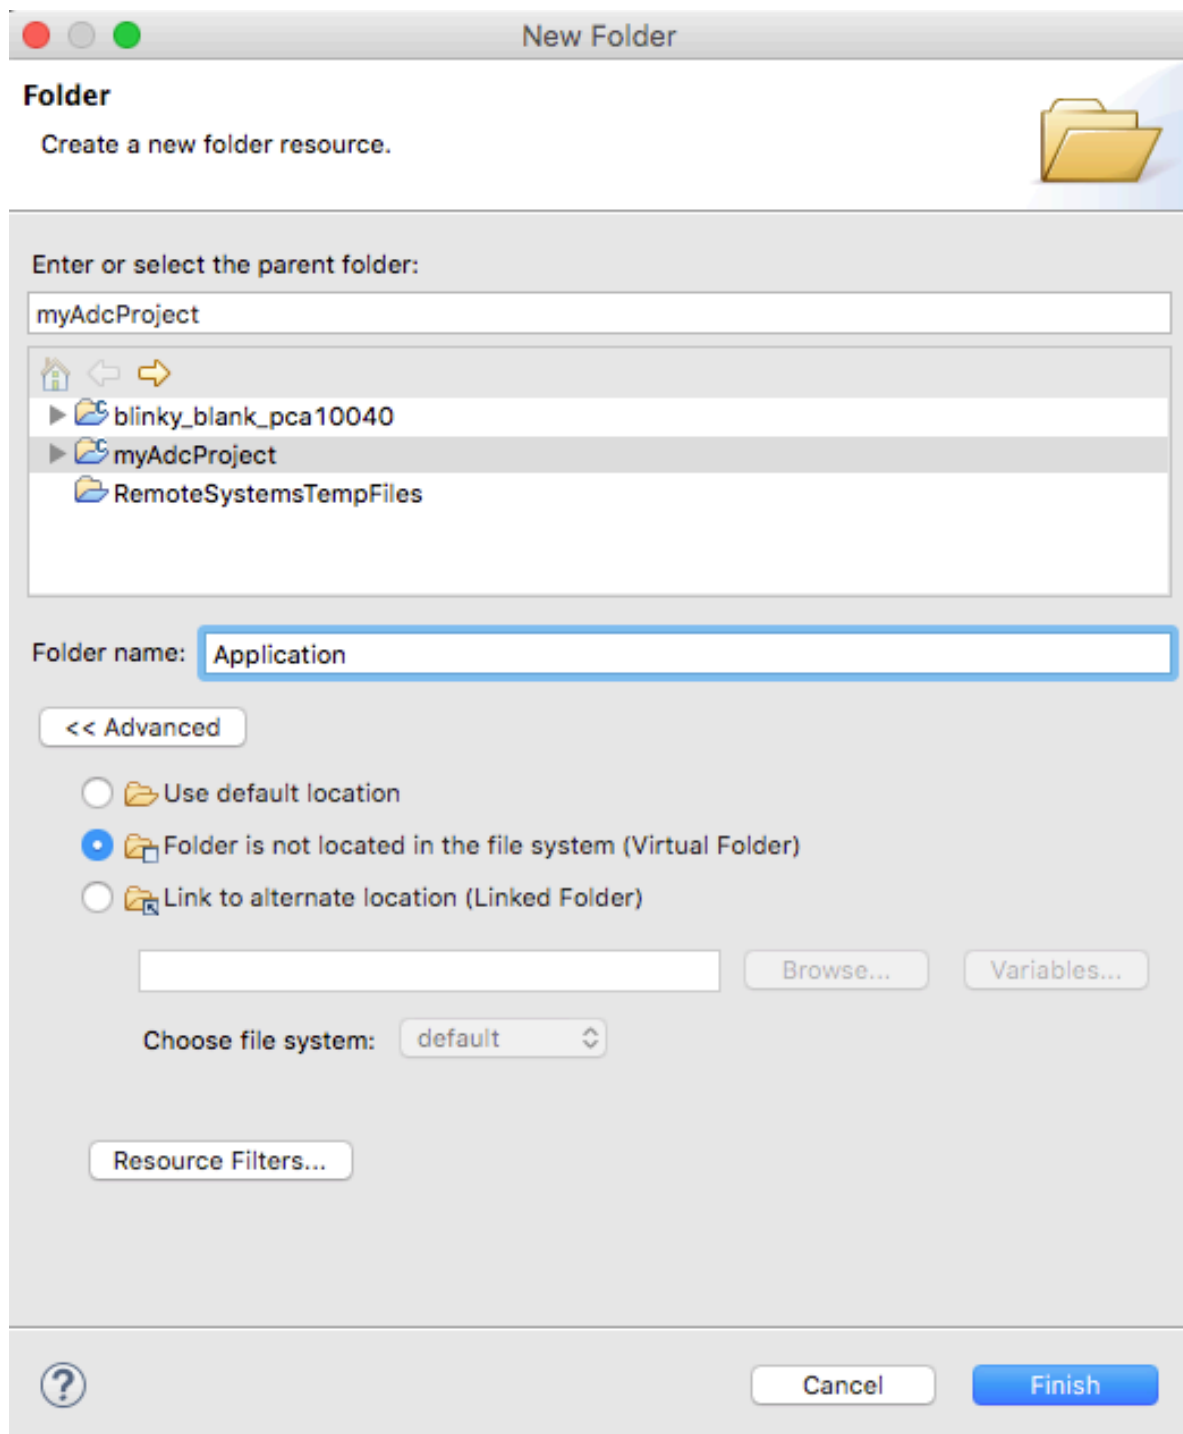 New Folder
Folder
Create a new folder resource.
Enter or select the parent folder:
myAdcProject
blinky_blank_pca10040
myAdcProject
RemoteSystemsTempFiles
Folder name: Application
<< Advanced
Use default location
Folder is not located in the file system (Virtual Folder)
Link to alternate location (Linked Folder)
Browse... Variables...
Choose file system: default
Resource Filters...
? Cancel Finish